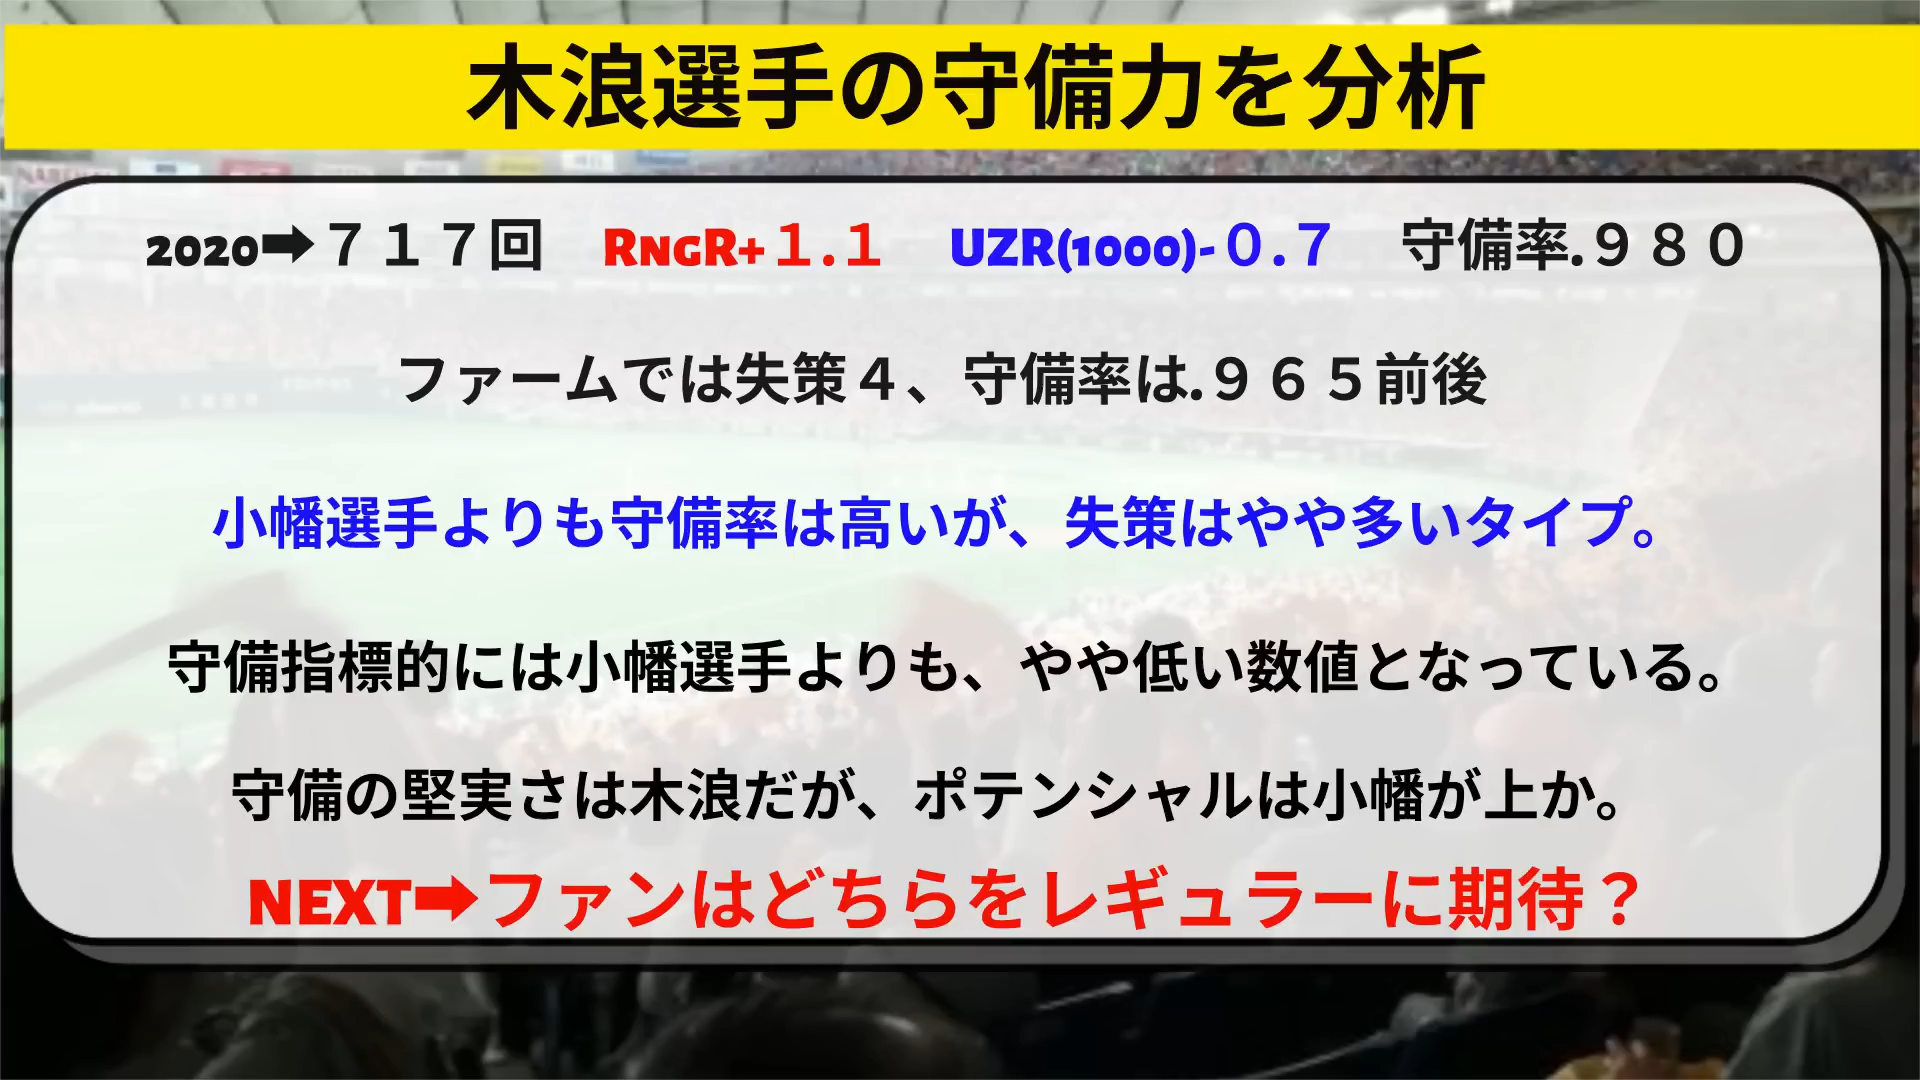 木浪選手の守備力を分析
2020➡７１７回 RNGR+１.１ UZR(1000)-０.７ 守備率.９８０
ファームでは失策４、守備率は.９６５前後
小幡選手よりも守備率は高いが、失策はやや多いタイプ。
守備指標的には小幡選手よりも、やや低い数値となっている。
守備の堅実さは木浪だが、ポテンシャルは小幡が上か。
NEXT➡ファンはどちらをレギュラーに期待？